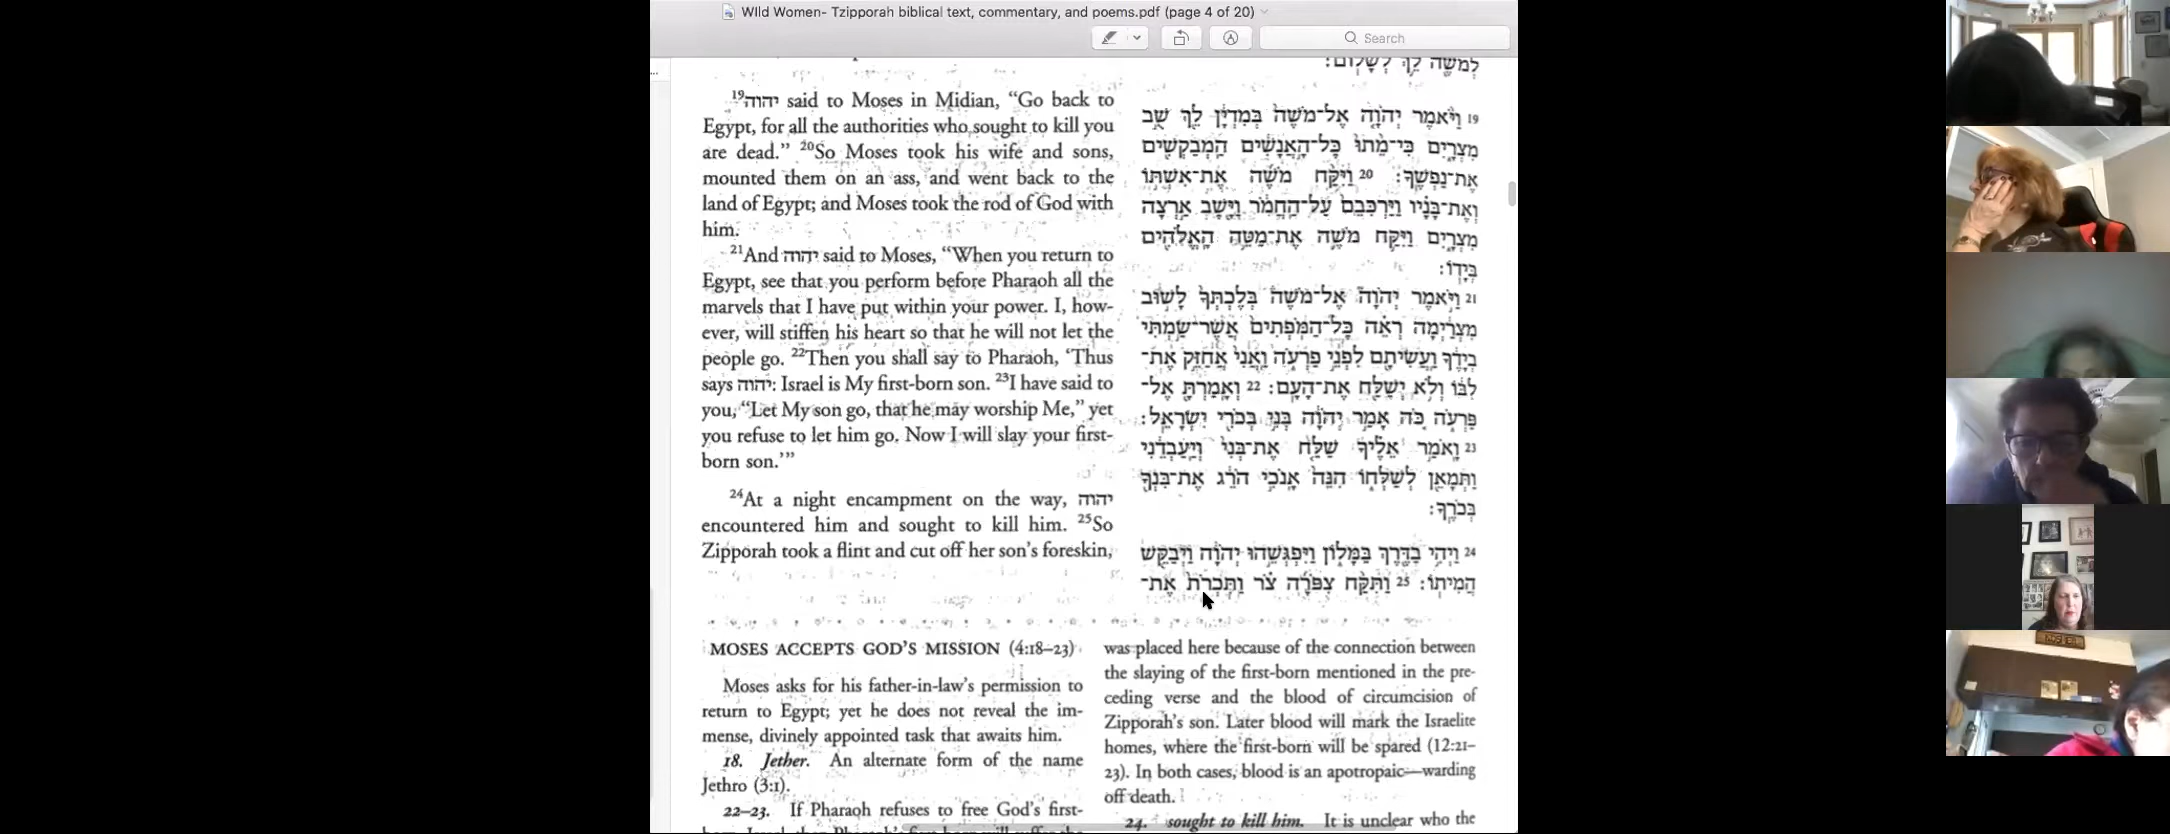 WIld Women- Tzipporah biblical text, commentary, and poems.pdf (page 4 of 20)
Search
לְמֹשֶׁה לֵךְ לְשָׁלוֹם׃
¹⁹יהוה said to Moses in Midian, “Go back to
Egypt, for all the authorities who sought to kill you
are dead.” ²⁰So Moses took his wife and sons,
mounted them on an ass, and went back to the
land of Egypt; and Moses took the rod of God with
him.
²¹And יהוה said to Moses, “When you return to
Egypt, see that you perform before Pharaoh all the
marvels that I have put within your power. I, how-
ever, will stiffen his heart so that he will not let the
people go. ²²Then you shall say to Pharaoh, ‘Thus
says יהוה: Israel is My first-born son. ²³I have said to
you, “Let My son go, that he may worship Me,” yet
you refuse to let him go. Now I will slay your first-
born son.’”
²⁴At a night encampment on the way, יהוה
encountered him and sought to kill him. ²⁵So
Zipporah took a flint and cut off her son’s foreskin,
19 וַיֹּאמֶר יְהֹוָה אֶל־מֹשֶׁה בְּמִדְיָן לֵךְ שֻׁב
מִצְרָיִם כִּי־מֵתוּ כׇּל־הָאֲנָשִׁים הַמְבַקְשִׁים
אֶת־נַפְשֶׁךָ׃ 20 וַיִּקַּח מֹשֶׁה אֶת־אִשְׁתּוֹ
וְאֶת־בָּנָיו וַיַּרְכִּבֵם עַל־הַחֲמֹר וַיָּשׇׁב אַרְצָה
מִצְרָיִם וַיִּקַּח מֹשֶׁה אֶת־מַטֵּה הָאֱלֹהִים
בְּיָדוֹ׃
21 וַיֹּאמֶר יְהֹוָה אֶל־מֹשֶׁה בְּלֶכְתְּךָ לָשׁוּב
מִצְרַיְמָה רְאֵה כׇּל־הַמֹּפְתִים אֲשֶׁר־שַׂמְתִּי
בְיָדֶךָ וַעֲשִׂיתָם לִפְנֵי פַרְעֹה וַאֲנִי אֲחַזֵּק אֶת־
לִבּוֹ וְלֹא יְשַׁלַּח אֶת־הָעָם׃ 22 וְאָמַרְתָּ אֶל־
פַּרְעֹה כֹּה אָמַר יְהֹוָה בְּנִי בְכֹרִי יִשְׂרָאֵל׃
23 וָאֹמַר אֵלֶיךָ שַׁלַּח אֶת־בְּנִי וְיַעַבְדֵנִי
וַתְּמָאֵן לְשַׁלְּחוֹ הִנֵּה אָנֹכִי הֹרֵג אֶת־בִּנְךָ
בְּכֹרֶךָ׃
24 וַיְהִי בַדֶּרֶךְ בַּמָּלוֹן וַיִּפְגְּשֵׁהוּ יְהֹוָה וַיְבַקֵּשׁ
הֲמִיתוֹ׃ 25 וַתִּקַּח צִפֹּרָה צֹר וַתִּכְרֹת אֶת־
MOSES ACCEPTS GOD’S MISSION (4:18–23)
Moses asks for his father-in-law’s permission to
return to Egypt; yet he does not reveal the im-
mense, divinely appointed task that awaits him.
18. Jether. An alternate form of the name
Jethro (3:1).
22–23. If Pharaoh refuses to free God’s first-
was placed here because of the connection between
the slaying of the first-born mentioned in the pre-
ceding verse and the blood of circumcision of
Zipporah’s son. Later blood will mark the Israelite
homes, where the first-born will be spared (12:21–
23). In both cases, blood is an apotropaic—warding
off death.
24. sought to kill him. It is unclear who the